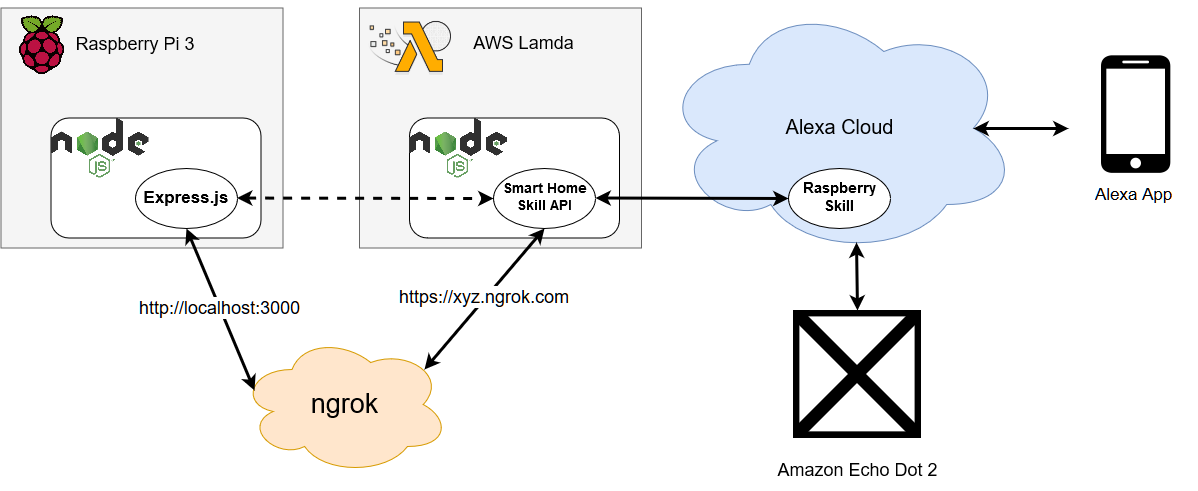 Raspberry Pi 3
AWS Lamda
node
JS
Express.js
node
JS
Smart Home
Skill API
Alexa Cloud
Raspberry
Skill
Alexa App
http://localhost:3000
https://xyz.ngrok.com
ngrok
Amazon Echo Dot 2